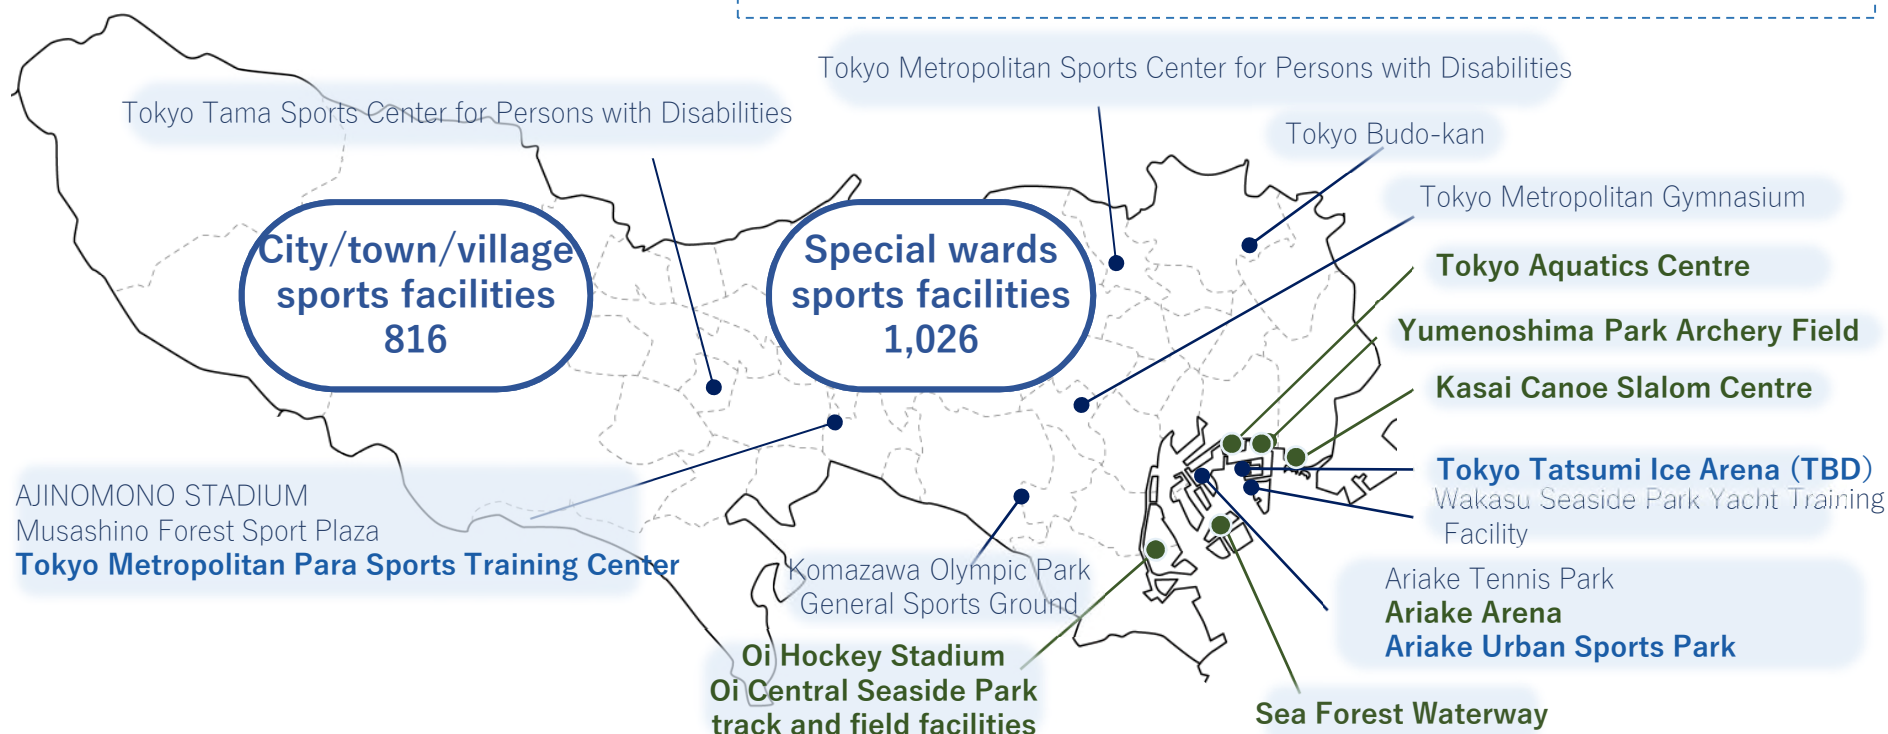 Tokyo Metropolitan Sports Center for Persons with Disabilities
Tokyo Tama Sports Center for Persons with Disabilities
Tokyo Budo-kan
Tokyo Metropolitan Gymnasium
City/town/village
sports facilities
816
Special wards
sports facilities
1,026
Tokyo Aquatics Centre
Yumenoshima Park Archery Field
Kasai Canoe Slalom Centre
Tokyo Tatsumi Ice Arena (TBD)
Wakasu Seaside Park Yacht Training
Facility
AJINOMONO STADIUM
Musashino Forest Sport Plaza
Tokyo Metropolitan Para Sports Training Center
Komazawa Olympic Park
General Sports Ground
Ariake Tennis Park
Ariake Arena
Ariake Urban Sports Park
Oi Hockey Stadium
Oi Central Seaside Park
track and field facilities
Sea Forest Waterway